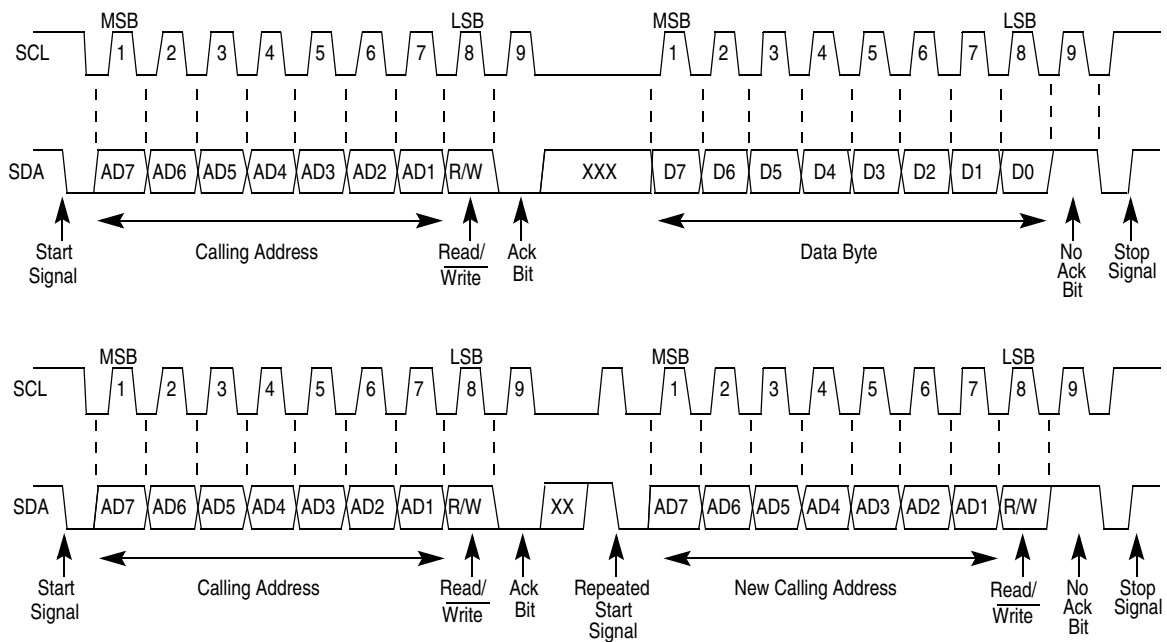 MSB LSB MSB LSB
SCL 1 2 3 4 5 6 7 8 9 1 2 3 4 5 6 7 8 9
SDA AD7 AD6 AD5 AD4 AD3 AD2 AD1 R/W XXX D7 D6 D5 D4 D3 D2 D1 D0
Start Calling Address Read/ Ack Data Byte No Stop
Signal Write Bit Ack Signal
Bit
MSB LSB MSB LSB
SCL 1 2 3 4 5 6 7 8 9 1 2 3 4 5 6 7 8 9
SDA AD7 AD6 AD5 AD4 AD3 AD2 AD1 R/W XX AD7 AD6 AD5 AD4 AD3 AD2 AD1 R/W
Start Calling Address Read/ Ack Repeated New Calling Address Read/ No Stop
Signal Write Bit Start Write Ack Signal
Signal Bit